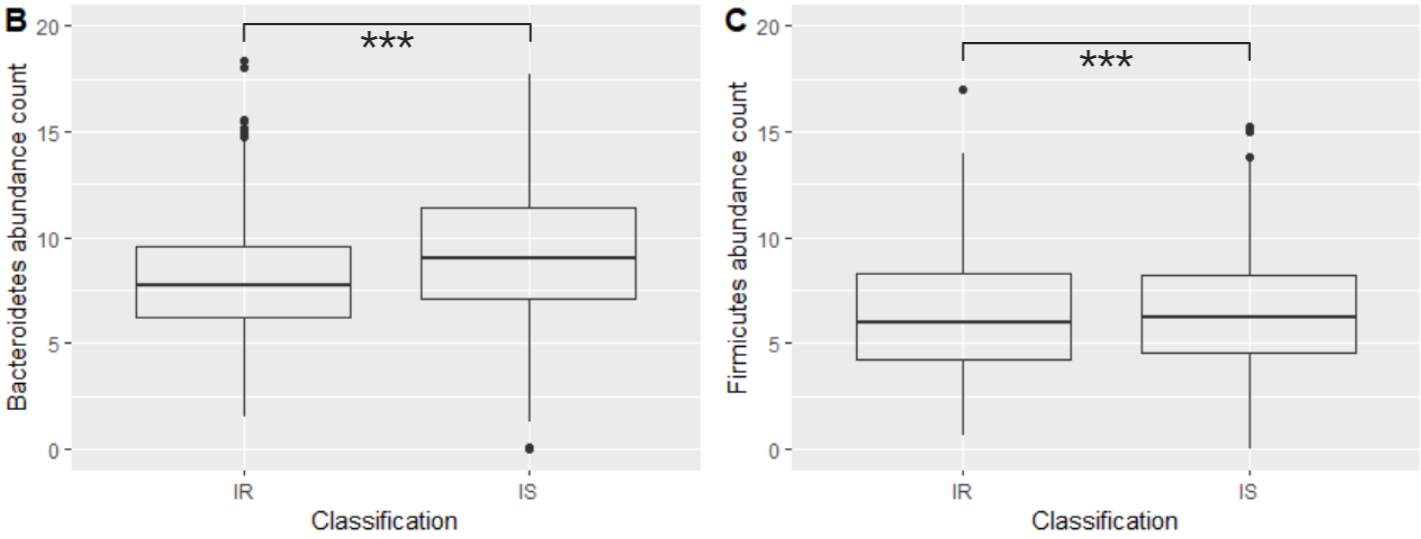 B
Bacteroidetes abundance count
20
15
10
5
0
***
IR
IS
Classification
C
Firmicutes abundance count
20
15
10
5
0
***
IR
IS
Classification